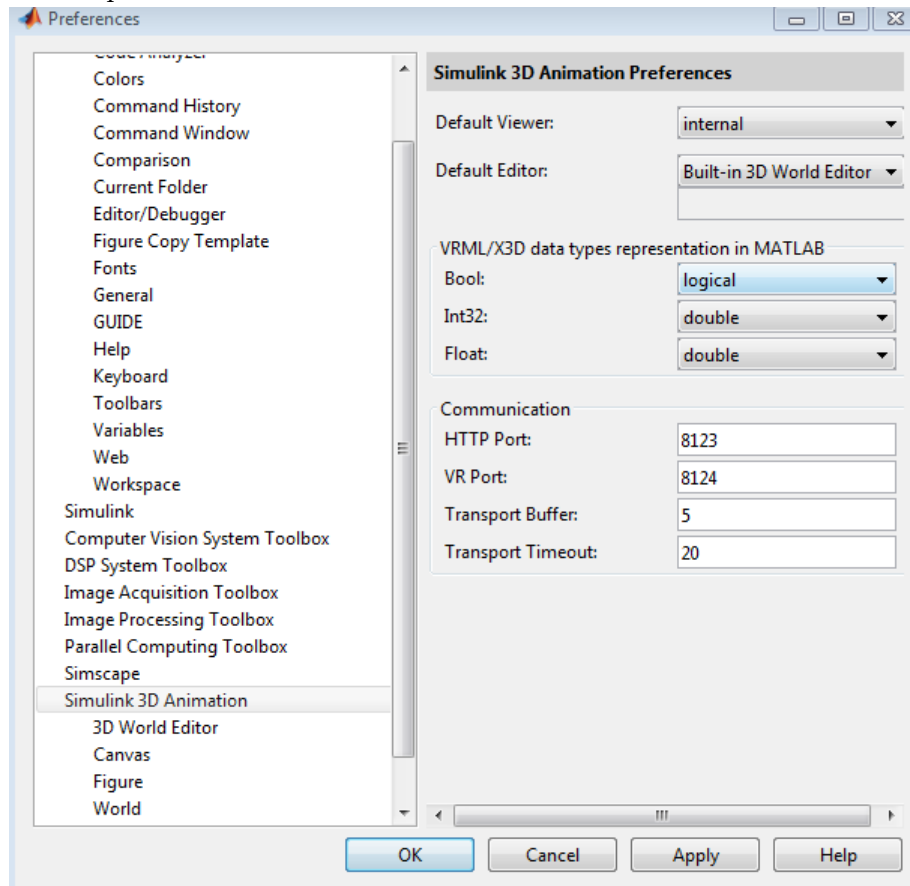 Preferences
Code Analyzer
Colors
Command History
Command Window
Comparison
Current Folder
Editor/Debugger
Figure Copy Template
Fonts
General
GUIDE
Help
Keyboard
Toolbars
Variables
Web
Workspace
Simulink
Computer Vision System Toolbox
DSP System Toolbox
Image Acquisition Toolbox
Image Processing Toolbox
Parallel Computing Toolbox
Simscape
Simulink 3D Animation
3D World Editor
Canvas
Figure
World
Simulink 3D Animation Preferences
Default Viewer: internal
Default Editor: Built-in 3D World Editor
VRML/X3D data types representation in MATLAB
Bool: logical
Int32: double
Float: double
Communication
HTTP Port: 8123
VR Port: 8124
Transport Buffer: 5
Transport Timeout: 20
OK Cancel Apply Help